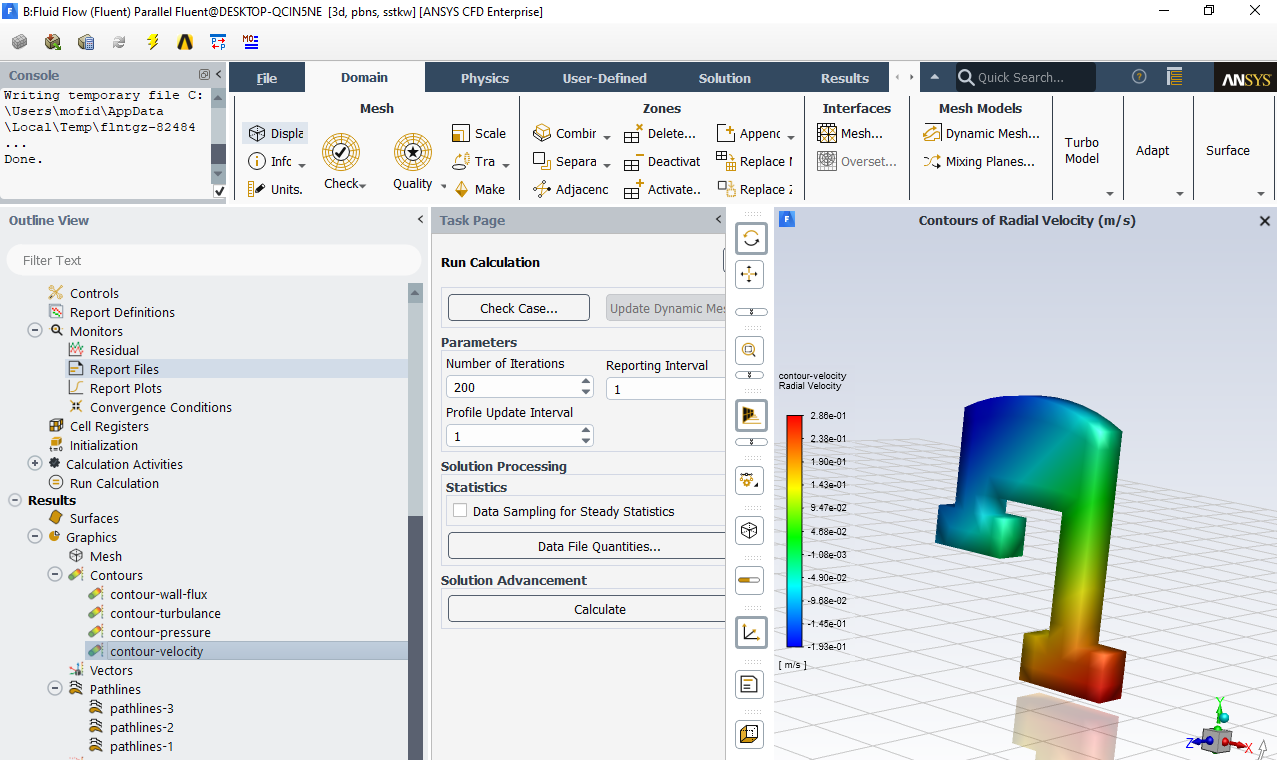 B:Fluid Flow (Fluent) Parallel Fluent@DESKTOP-QCIN5NE [3d, pbns, sstkw] [ANSYS CFD Enterprise]
Console
Writing temporary file C:
\Users\mofid\AppData
\Local\Temp\flntgz-82484
...
Done.
File
Domain
Physics
User-Defined
Solution
Results
Quick Search...
ANSYS
Mesh
Displa
Info
Units.
Check
Quality
Scale
Tra
Make
Zones
Combir
Separa
Adjacenc
Delete...
Deactivat
Activate..
Append
Replace M
Replace Z
Interfaces
Mesh...
Overset...
Mesh Models
Dynamic Mesh...
Mixing Planes...
Turbo
Model
Adapt
Surface
Outline View
Filter Text
Controls
Report Definitions
Monitors
Residual
Report Files
Report Plots
Convergence Conditions
Cell Registers
Initialization
Calculation Activities
Run Calculation
Results
Surfaces
Graphics
Mesh
Contours
contour-wall-flux
contour-turbulance
contour-pressure
contour-velocity
Vectors
Pathlines
pathlines-3
pathlines-2
pathlines-1
Task Page
Run Calculation
Check Case...
Update Dynamic Mes
Parameters
Number of Iterations
200
Reporting Interval
1
Profile Update Interval
1
Solution Processing
Statistics
Data Sampling for Steady Statistics
Data File Quantities...
Solution Advancement
Calculate
Contours of Radial Velocity (m/s)
contour-velocity
Radial Velocity
2.86e-01
2.38e-01
1.90e-01
1.43e-01
9.47e-02
4.68e-02
-1.08e-03
-4.90e-02
-9.68e-02
-1.45e-01
-1.93e-01
[ m/s ]
Y
Z
X